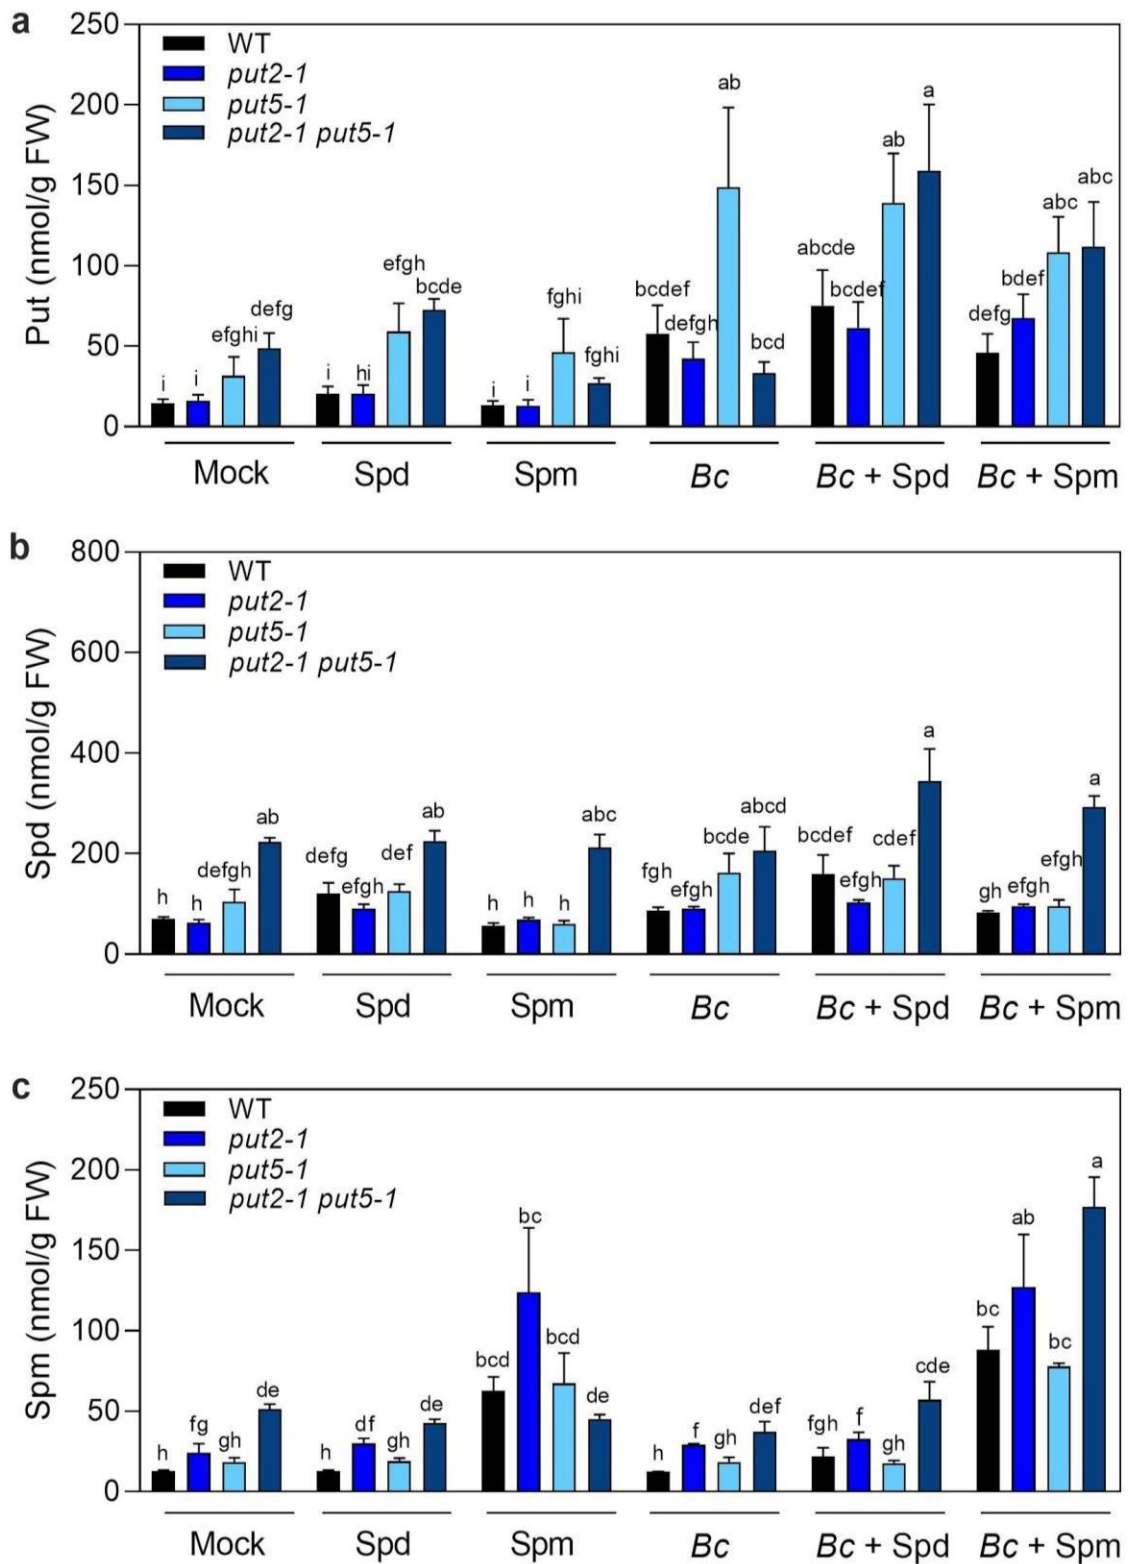 a
Put (nmol/g FW)
250
200
150
100
50
0
WT
put2-1
put5-1
put2-1 put5-1
i i efghi defg
i hi efgh bcde
i i fghi fghi
bcdef defgh ab bcd
abcde bcdef ab a
defg bdef abc abc
Mock Spd Spm Bc Bc + Spd Bc + Spm
b
Spd (nmol/g FW)
800
600
400
200
0
WT
put2-1
put5-1
put2-1 put5-1
h h defgh ab
defg efgh def ab
h h h abc
fgh efgh bcde abcd
bcdef efgh cdef a
gh efgh efgh a
Mock Spd Spm Bc Bc + Spd Bc + Spm
c
Spm (nmol/g FW)
250
200
150
100
50
0
WT
put2-1
put5-1
put2-1 put5-1
h fg gh de
h df gh de
bcd bc bcd de
h f gh def
fgh f gh cde
bc ab bc a
Mock Spd Spm Bc Bc + Spd Bc + Spm